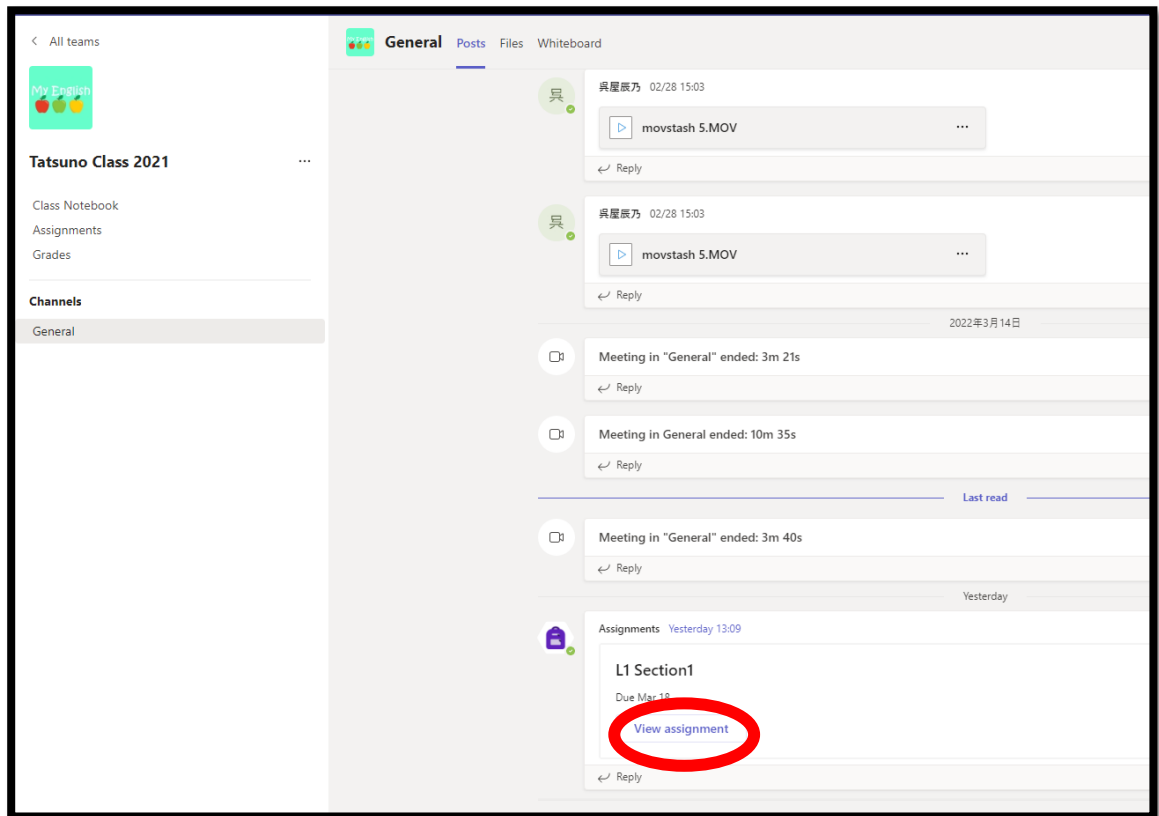 All teams
My English
Tatsuno Class 2021
Class Notebook
Assignments
Grades
Channels
General
General Posts Files Whiteboard
呉屋辰乃 02/28 15:03
呉
movstash 5.MOV
Reply
呉屋辰乃 02/28 15:03
呉
movstash 5.MOV
Reply
2022年3月14日
Meeting in "General" ended: 3m 21s
Reply
Meeting in General ended: 10m 35s
Reply
Last read
Meeting in "General" ended: 3m 40s
Reply
Yesterday
Assignments Yesterday 13:09
L1 Section1
Due Mar 18
View assignment
Reply